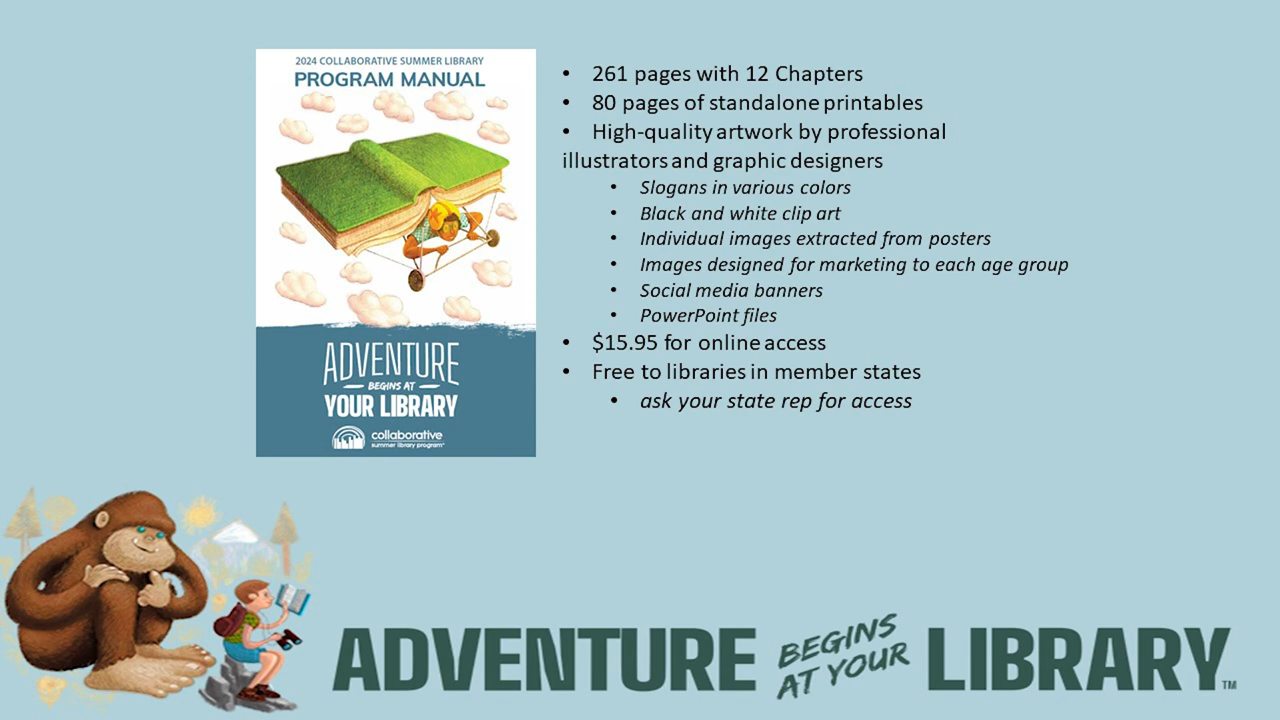 2024 COLLABORATIVE SUMMER LIBRARY
PROGRAM MANUAL
ADVENTURE
BEGINS AT
YOUR LIBRARY
collaborative
summer library program
• 261 pages with 12 Chapters
• 80 pages of standalone printables
• High-quality artwork by professional
illustrators and graphic designers
• Slogans in various colors
• Black and white clip art
• Individual images extracted from posters
• Images designed for marketing to each age group
• Social media banners
• PowerPoint files
• $15.95 for online access
• Free to libraries in member states
• ask your state rep for access
ADVENTURE BEGINS AT YOUR LIBRARY™